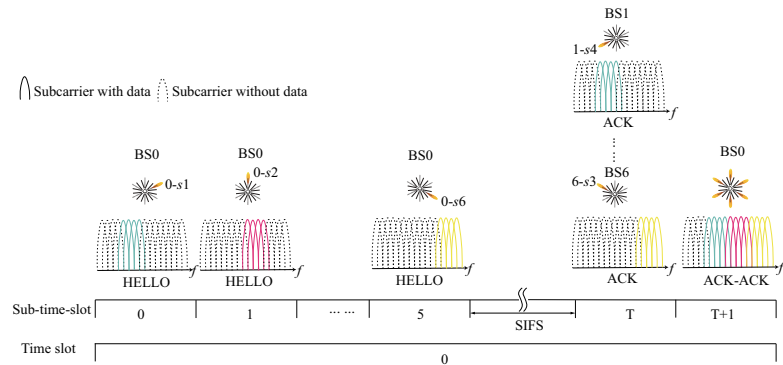 BS1
1-s4
f
ACK
Subcarrier with data
Subcarrier without data
BS0
0-s1
f
HELLO
BS0
0-s2
f
HELLO
BS0
0-s6
f
HELLO
BS6
6-s3
f
ACK
BS0
f
ACK-ACK
Sub-time-slot
0
1
... ...
5
SIFS
T
T+1
Time slot
0